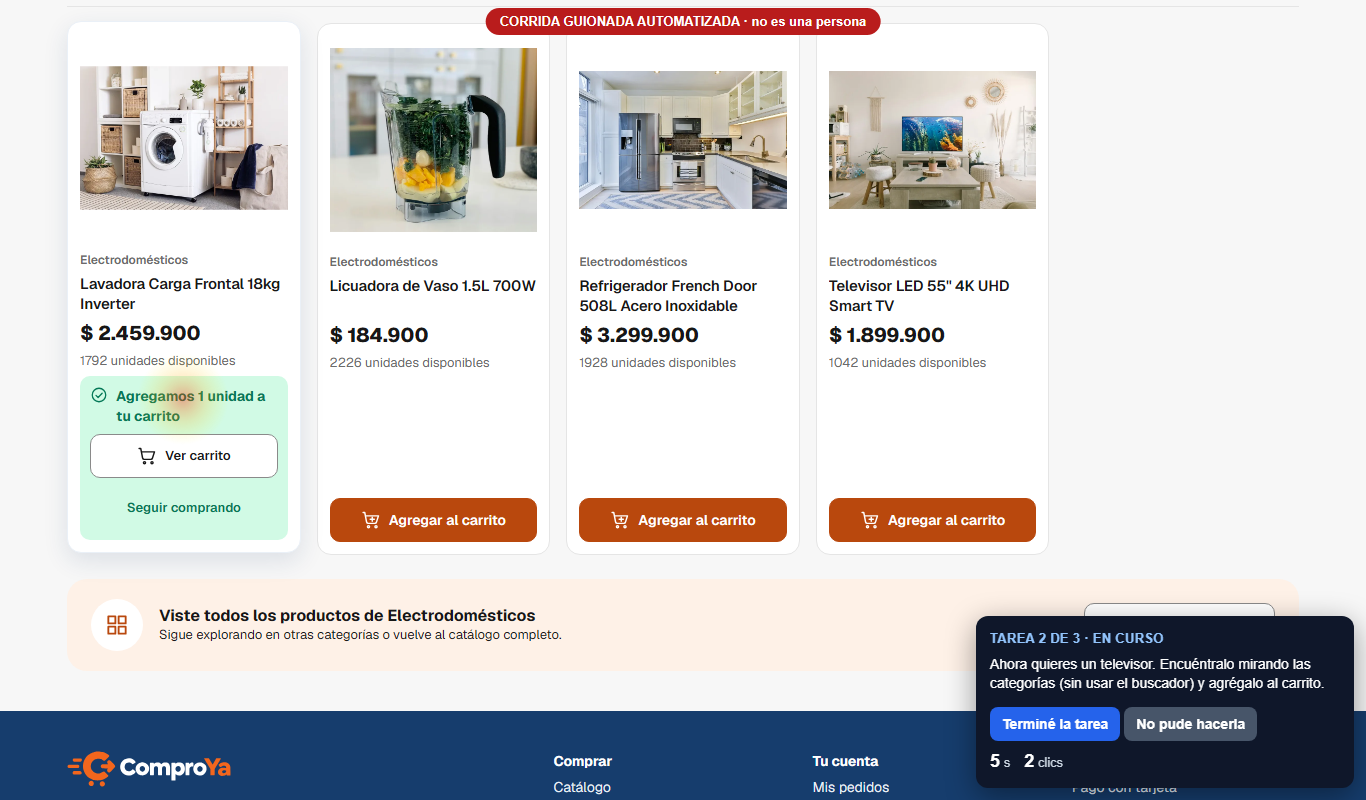 CORRIDA GUIONADA AUTOMATIZADA · no es una persona
Electrodomésticos
Lavadora Carga Frontal 18kg
Inverter
$ 2.459.900
1792 unidades disponibles
Agregamos 1 unidad a
tu carrito
Ver carrito
Seguir comprando
Electrodomésticos
Licuadora de Vaso 1.5L 700W
$ 184.900
2226 unidades disponibles
Agregar al carrito
Electrodomésticos
Refrigerador French Door
508L Acero Inoxidable
$ 3.299.900
1928 unidades disponibles
Agregar al carrito
Electrodomésticos
Televisor LED 55" 4K UHD
Smart TV
$ 1.899.900
1042 unidades disponibles
Agregar al carrito
Viste todos los productos de Electrodomésticos
Sigue explorando en otras categorías o vuelve al catálogo completo.
TAREA 2 DE 3 · EN CURSO
Ahora quieres un televisor. Encuéntralo mirando las
categorías (sin usar el buscador) y agrégalo al carrito.
Terminé la tarea
No pude hacerla
5 s 2 clics
ComproYa
Comprar
Catálogo
Tu cuenta
Mis pedidos
Pago con tarjeta